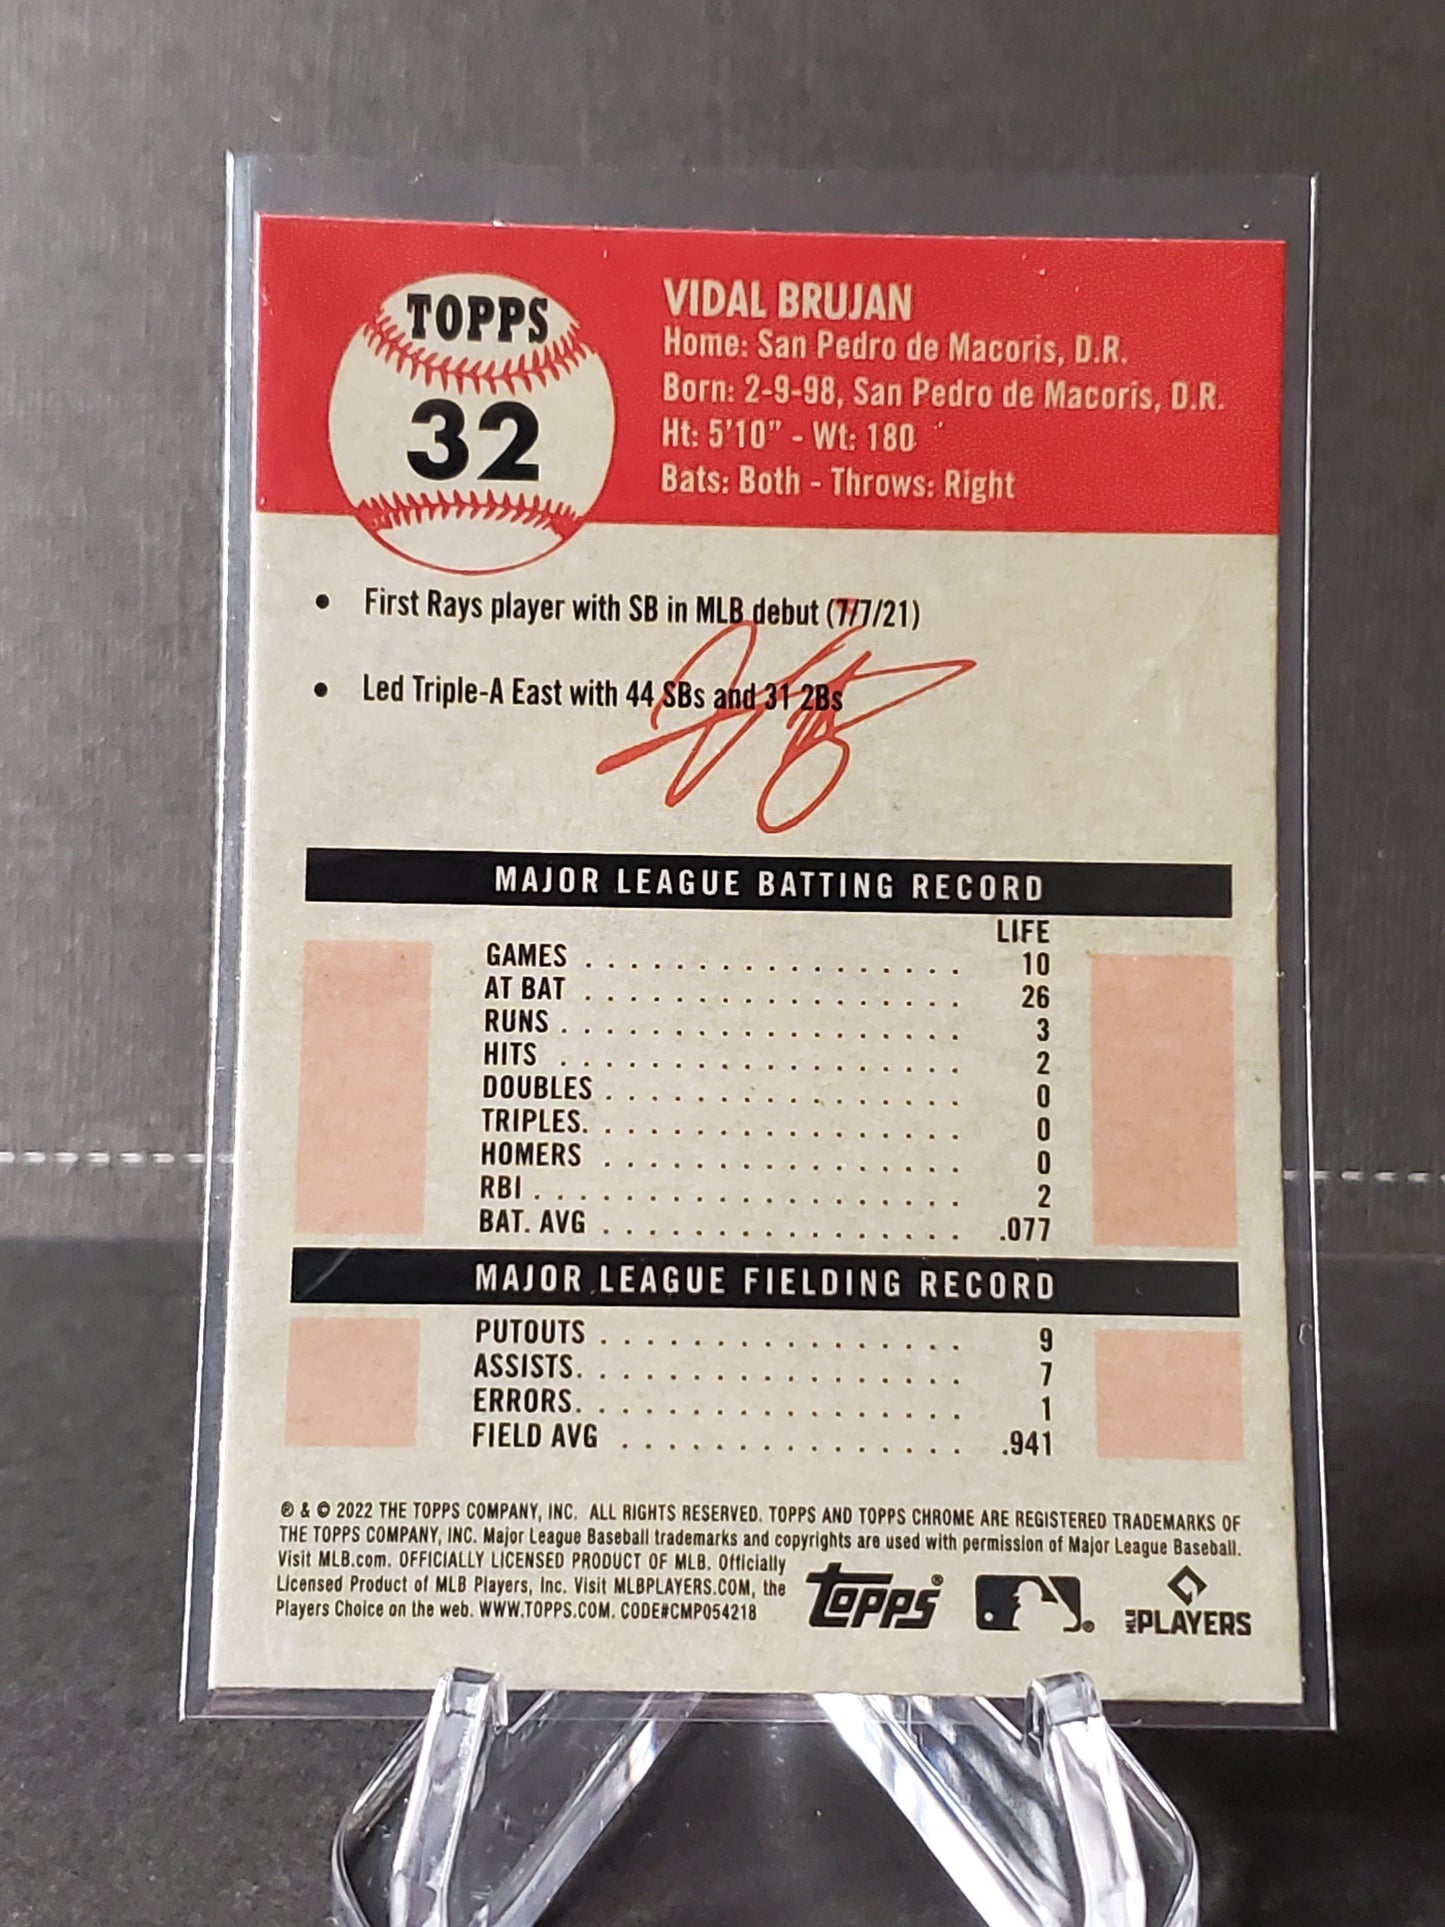 TOPPS
32
VIDAL BRUJAN
Home: San Pedro de Macoris, D.R.
Born: 2-9-98, San Pedro de Macoris, D.R.
Ht: 5'10" - Wt: 180
Bats: Both - Throws: Right
• First Rays player with SB in MLB debut (7/7/21)
• Led Triple-A East with 44 SBs and 31 2Bs
MAJOR LEAGUE BATTING RECORD
LIFE
GAMES . . . . . . . . . . . . . . . . . 10
AT BAT . . . . . . . . . . . . . . . . . 26
RUNS . . . . . . . . . . . . . . . . . . 3
HITS . . . . . . . . . . . . . . . . . . 2
DOUBLES . . . . . . . . . . . . . . . . 0
TRIPLES. . . . . . . . . . . . . . . . . 0
HOMERS . . . . . . . . . . . . . . . . 0
RBI . . . . . . . . . . . . . . . . . . . 2
BAT. AVG . . . . . . . . . . . . . . . . .077
MAJOR LEAGUE FIELDING RECORD
PUTOUTS . . . . . . . . . . . . . . . . 9
ASSISTS. . . . . . . . . . . . . . . . . 7
ERRORS. . . . . . . . . . . . . . . . . 1
FIELD AVG . . . . . . . . . . . . . . . .941
® & © 2022 THE TOPPS COMPANY, INC. ALL RIGHTS RESERVED. TOPPS AND TOPPS CHROME ARE REGISTERED TRADEMARKS OF
THE TOPPS COMPANY, INC. Major League Baseball trademarks and copyrights are used with permission of Major League Baseball.
Visit MLB.com. OFFICIALLY LICENSED PRODUCT OF MLB. Officially
Licensed Product of MLB Players, Inc. Visit MLBPLAYERS.COM, the
Players Choice on the web. WWW.TOPPS.COM. CODE#CMP054218
TOPPS®
®
MLB PLAYERS